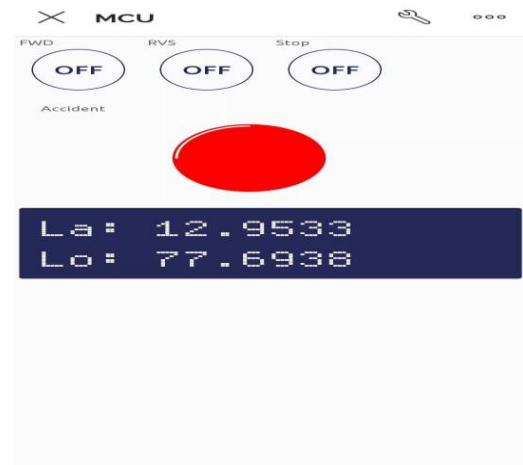 MCU
FWD RVS Stop
OFF OFF OFF
Accident
La: 12.9533
Lo: 77.6938